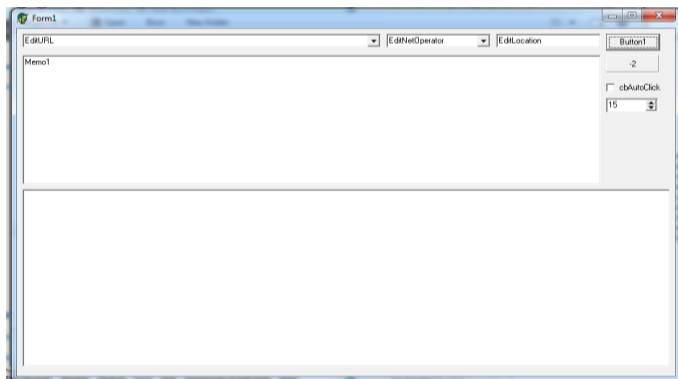 Form1
EditURL
EditNetOperator
EditLocation
Button1
-2
Memo1
cbAutoClick
15